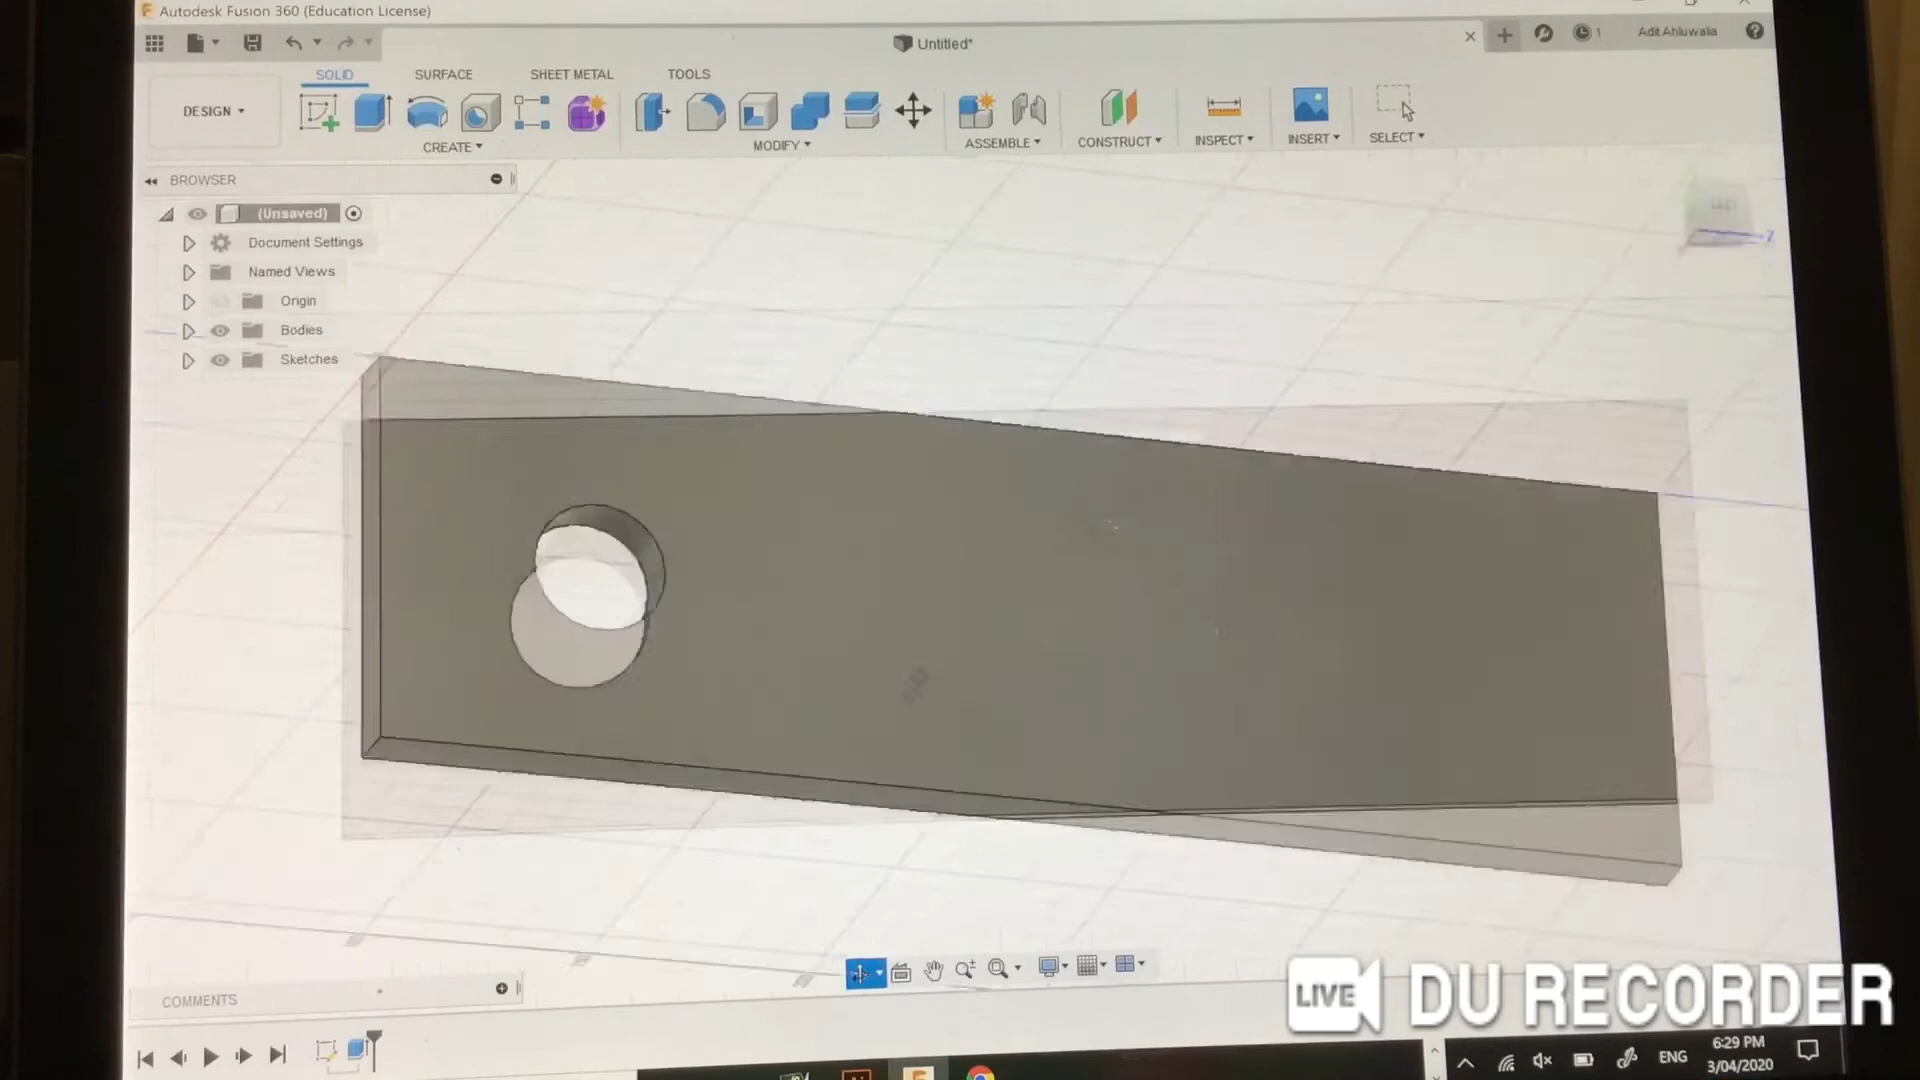 Autodesk Fusion 360 (Education License)
Untitled*
1
Adit Ahluwalia
DESIGN
SOLID
SURFACE
SHEET METAL
TOOLS
CREATE
MODIFY
ASSEMBLE
CONSTRUCT
INSPECT
INSERT
SELECT
BROWSER
(Unsaved)
Document Settings
Named Views
Origin
Bodies
Sketches
Z
COMMENTS
LIVE
DU RECORDER
ENG
6:29 PM
3/04/2020